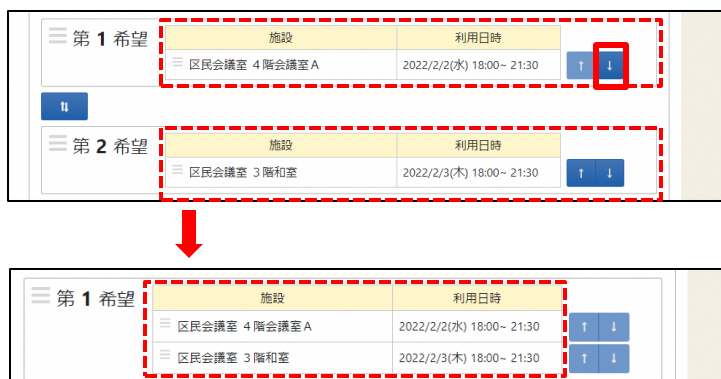 第 1 希望
施設 利用日時
区民会議室 4階会議室A 2022/2/2(水) 18:00~ 21:30 ↑ ↓
⇅
第 2 希望
施設 利用日時
区民会議室 3階和室 2022/2/3(木) 18:00~ 21:30 ↑ ↓
第 1 希望
施設 利用日時
区民会議室 4階会議室A 2022/2/2(水) 18:00~ 21:30 ↑ ↓
区民会議室 3階和室 2022/2/3(木) 18:00~ 21:30 ↑ ↓